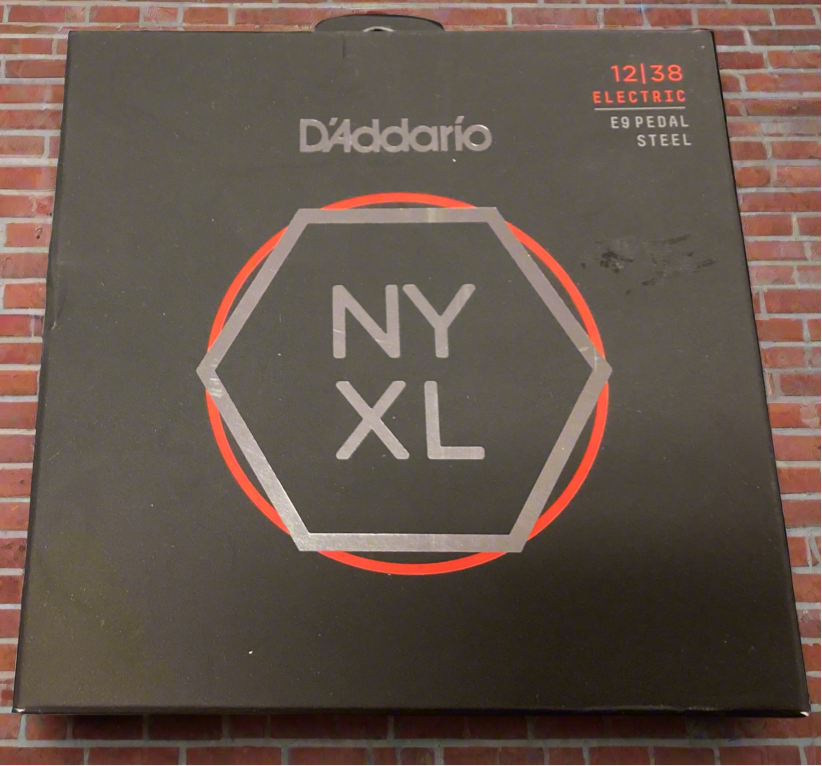 12|38
ELECTRIC
E9 PEDAL
STEEL
D'Addario
NY
XL